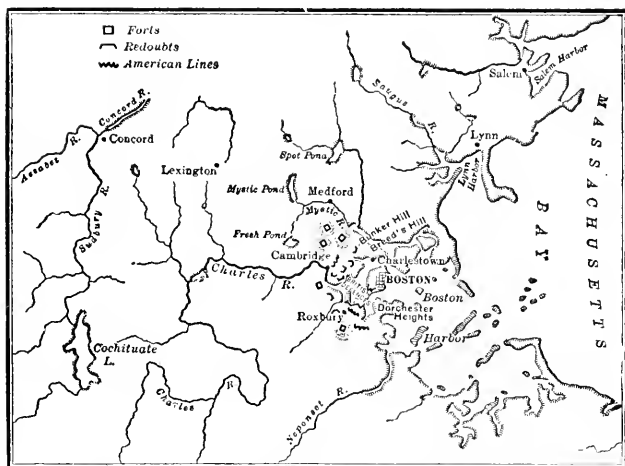 Forts
Redoubts
American Lines
Salem
Salem Harbor
Saugus R.
Concord R.
Concord
Assabet R.
Sudbury R.
Lexington
Spot Pond
Lynn
Lynn Harbor
Mystic Pond
Medford
Mystic R.
Bunker Hill
Breed's Hill
Fresh Pond
Cambridge
Charlestown
Charles R.
BOSTON
Boston
Harbor
Dorchester
Heights
Roxbury
Cochituate
L.
Charles R
Neponset R.
MASSACHUSETTS
BAY